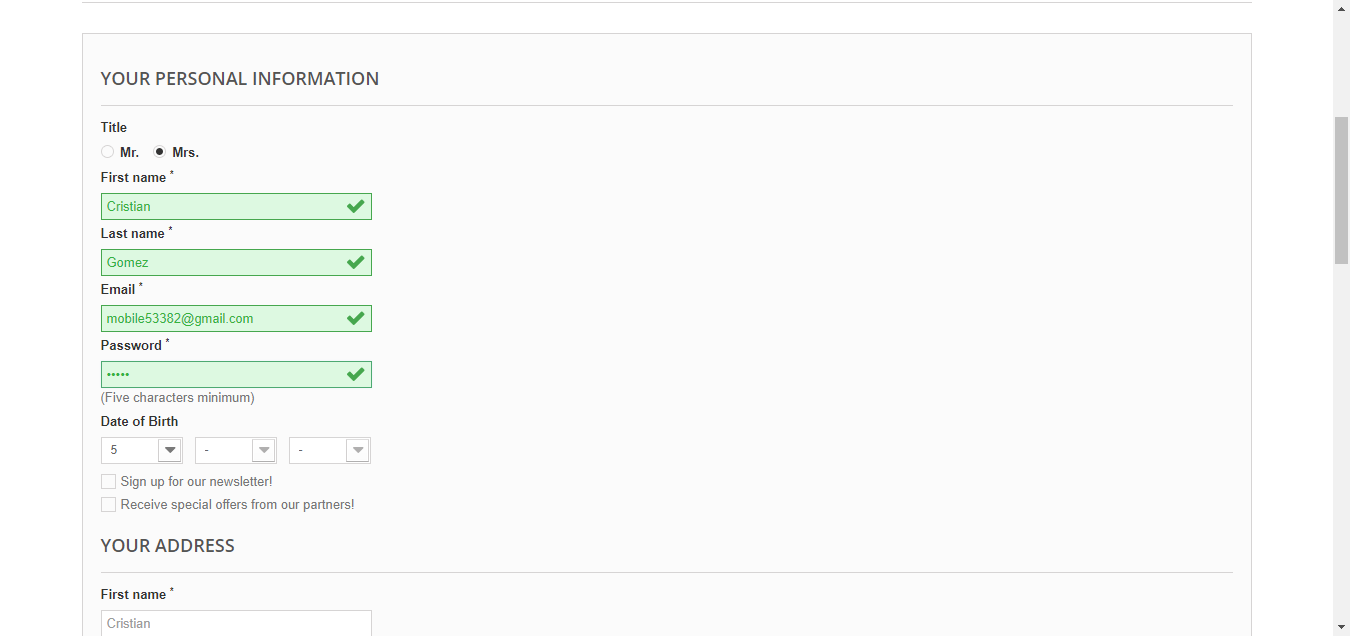 YOUR PERSONAL INFORMATION
Title
Mr. Mrs.
First name *
Cristian
Last name *
Gomez
Email *
mobile53382@gmail.com
Password *
•••••
(Five characters minimum)
Date of Birth
5 - -
Sign up for our newsletter!
Receive special offers from our partners!
YOUR ADDRESS
First name *
Cristian